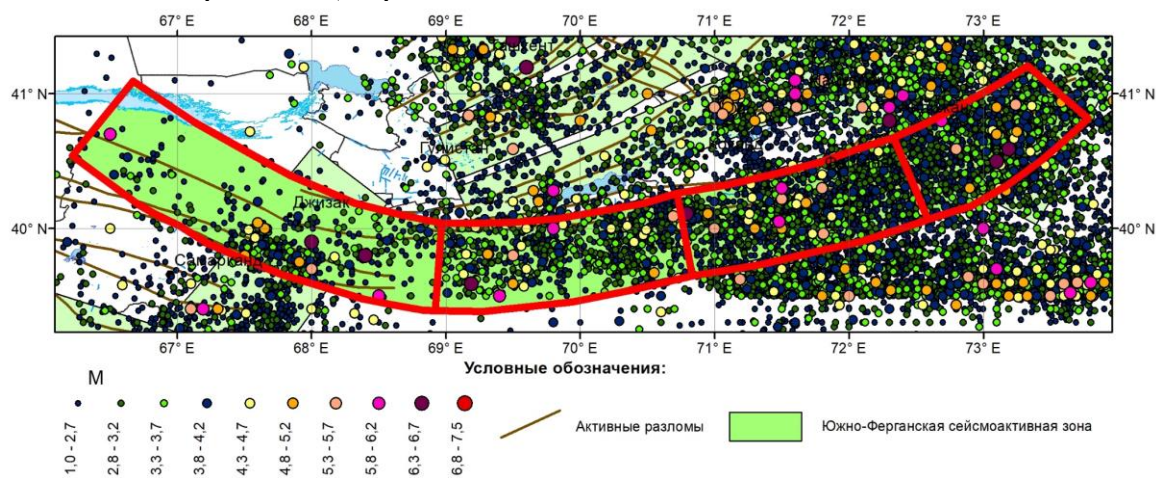 67° E 68° E 69° E 70° E 71° E 72° E 73° E
41° N 41° N
Гулистан
40° N Джизак 40° N
Самарканд
67° E 68° E 69° E 70° E 71° E 72° E 73° E
Условные обозначения:
М
1,0 - 2,7
2,8 - 3,2
3,3 - 3,7
3,8 - 4,2
4,3 - 4,7
4,8 - 5,2
5,3 - 5,7
5,8 - 6,2
6,3 - 6,7
6,8 - 7,5
Активные разломы
Южно-Ферганская сейсмоактивная зона